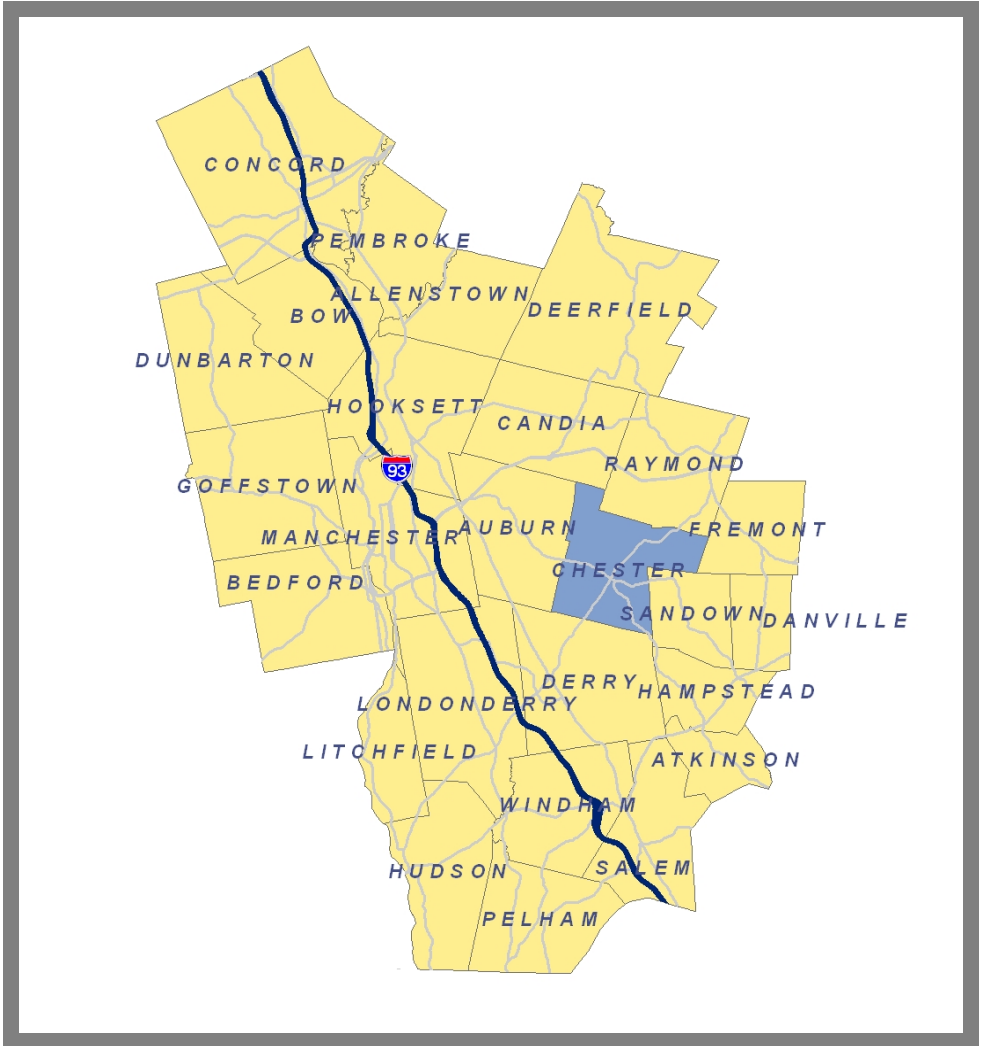 CONCORD
PEMBROKE
ALLENSTOWN
DEERFIELD
BOW
DUNBARTON
HOOKSETT
CANDIA
RAYMOND
93
GOFFSTOWN
AUBURN
FREMONT
MANCHESTER
CHESTER
BEDFORD
SANDOWN
DANVILLE
DERRY
HAMPSTEAD
LONDONDERRY
LITCHFIELD
ATKINSON
WINDHAM
SALEM
HUDSON
PELHAM